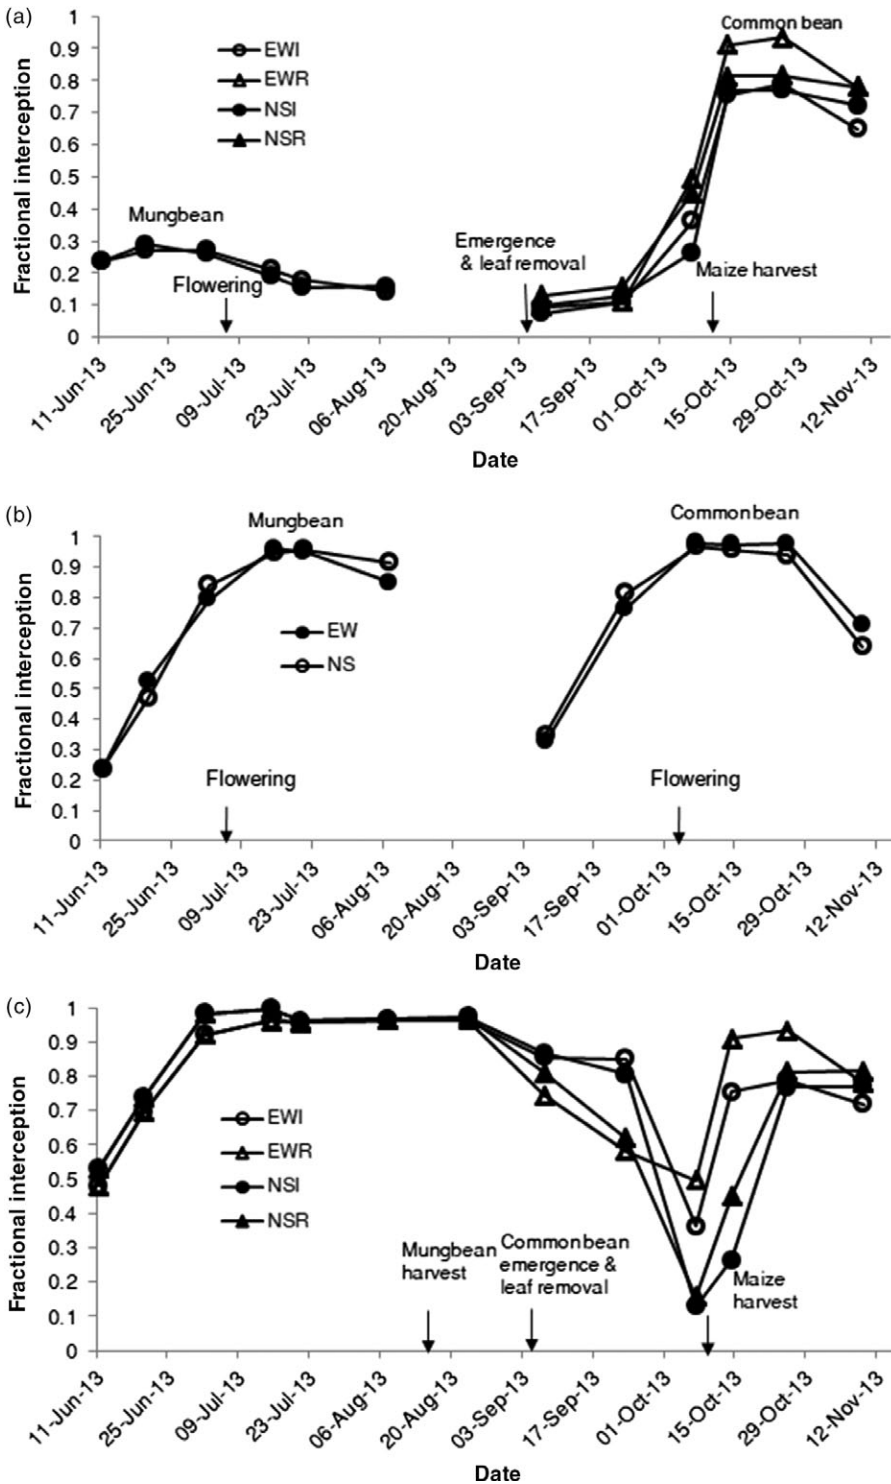 (a)
1
0.9
0.8
0.7
0.6
0.5
0.4
0.3
0.2
0.1
0
Fractional interception
EWI
EWR
NSI
NSR
Common bean
Mungbean
Flowering
Emergence
& leaf removal
Maize harvest
11-Jun-13
25-Jun-13
09-Jul-13
23-Jul-13
06-Aug-13
20-Aug-13
03-Sep-13
17-Sep-13
01-Oct-13
15-Oct-13
29-Oct-13
12-Nov-13
Date
(b)
1
0.9
0.8
0.7
0.6
0.5
0.4
0.3
0.2
0.1
0
Fractional interception
Mungbean
Common bean
EW
NS
Flowering
Flowering
11-Jun-13
25-Jun-13
09-Jul-13
23-Jul-13
06-Aug-13
20-Aug-13
03-Sep-13
17-Sep-13
01-Oct-13
15-Oct-13
29-Oct-13
12-Nov-13
Date
(c)
1
0.9
0.8
0.7
0.6
0.5
0.4
0.3
0.2
0.1
0
Fractional interception
EWI
EWR
NSI
NSR
Mungbean
harvest
Common bean
emergence &
leaf removal
Maize
harvest
11-Jun-13
25-Jun-13
09-Jul-13
23-Jul-13
06-Aug-13
20-Aug-13
03-Sep-13
17-Sep-13
01-Oct-13
15-Oct-13
29-Oct-13
12-Nov-13
Date